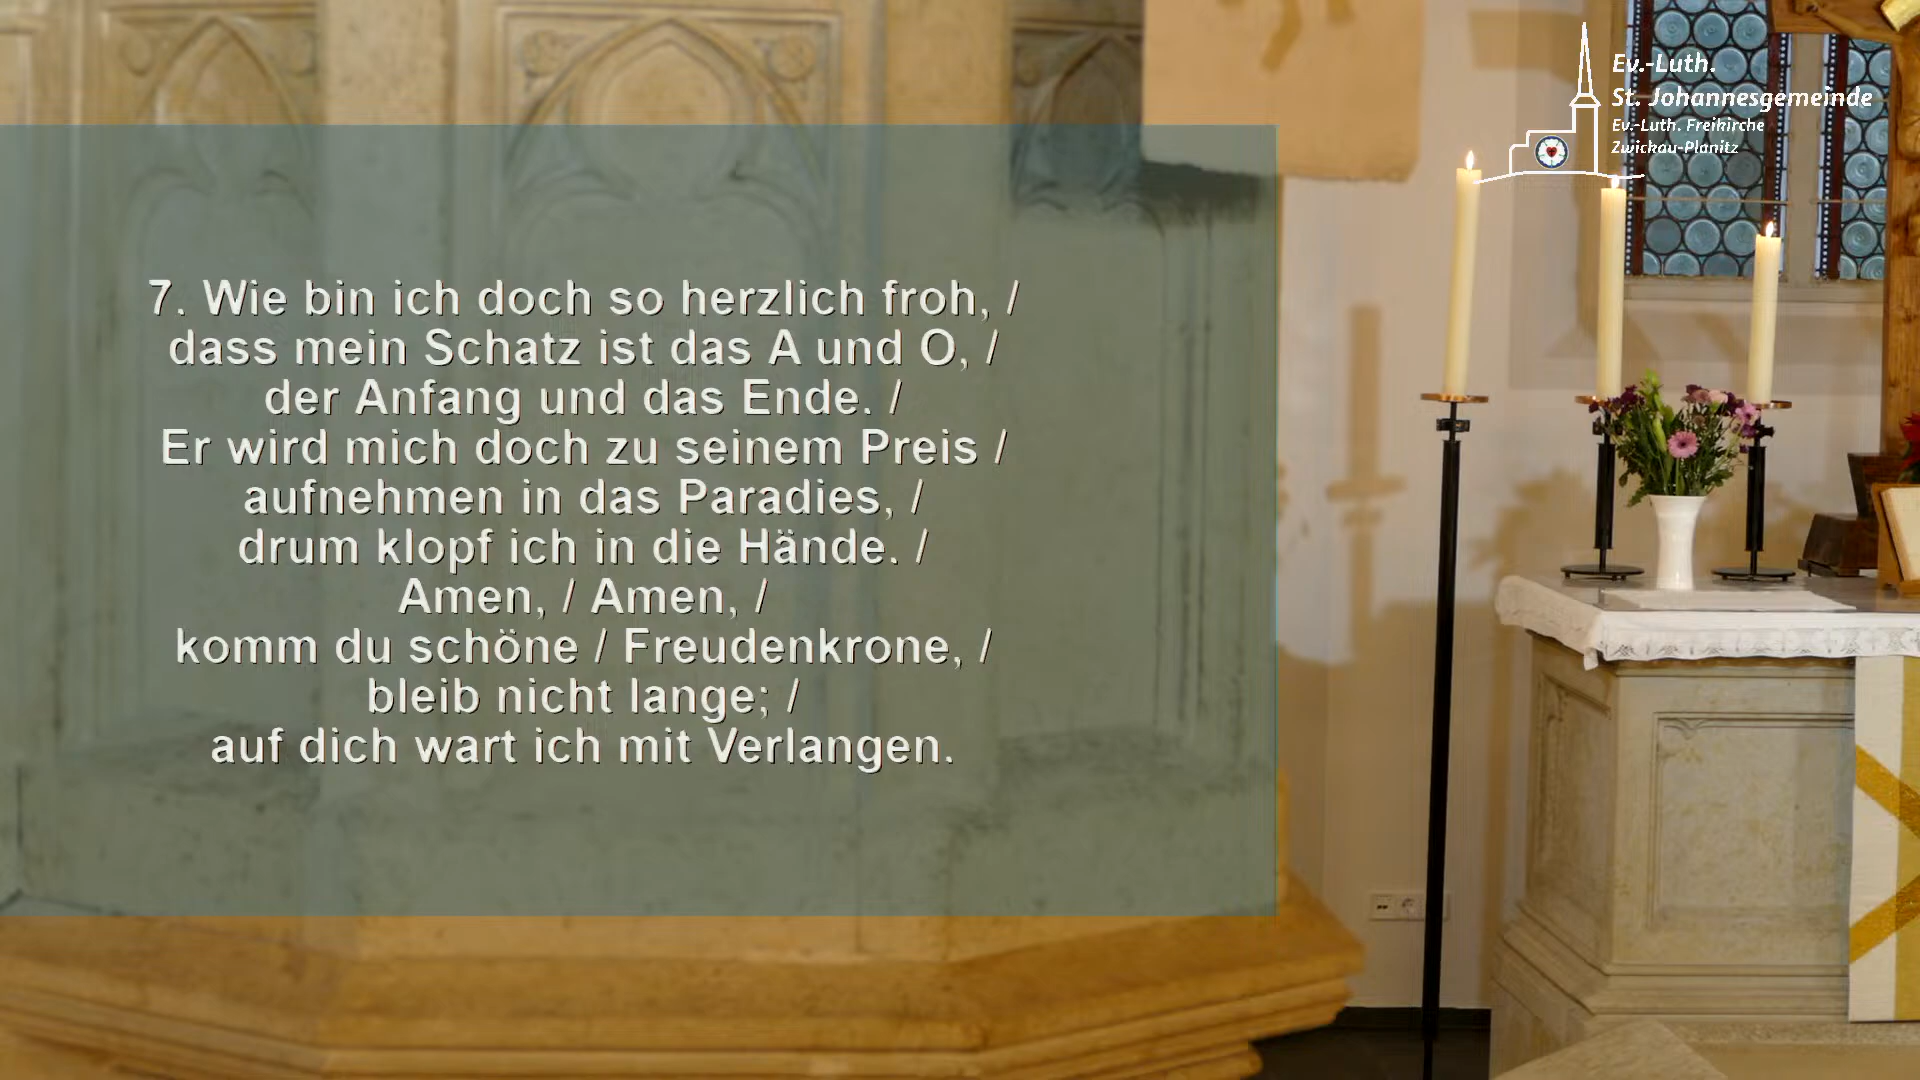 Ev.-Luth.
St. Johannesgemeinde
Ev.-Luth. Freikirche
Zwickau-Planitz
7. Wie bin ich doch so herzlich froh, /
dass mein Schatz ist das A und O, /
der Anfang und das Ende. /
Er wird mich doch zu seinem Preis /
aufnehmen in das Paradies, /
drum klopf ich in die Hände. /
Amen, / Amen, /
komm du schöne / Freudenkrone, /
bleib nicht lange; /
auf dich wart ich mit Verlangen.